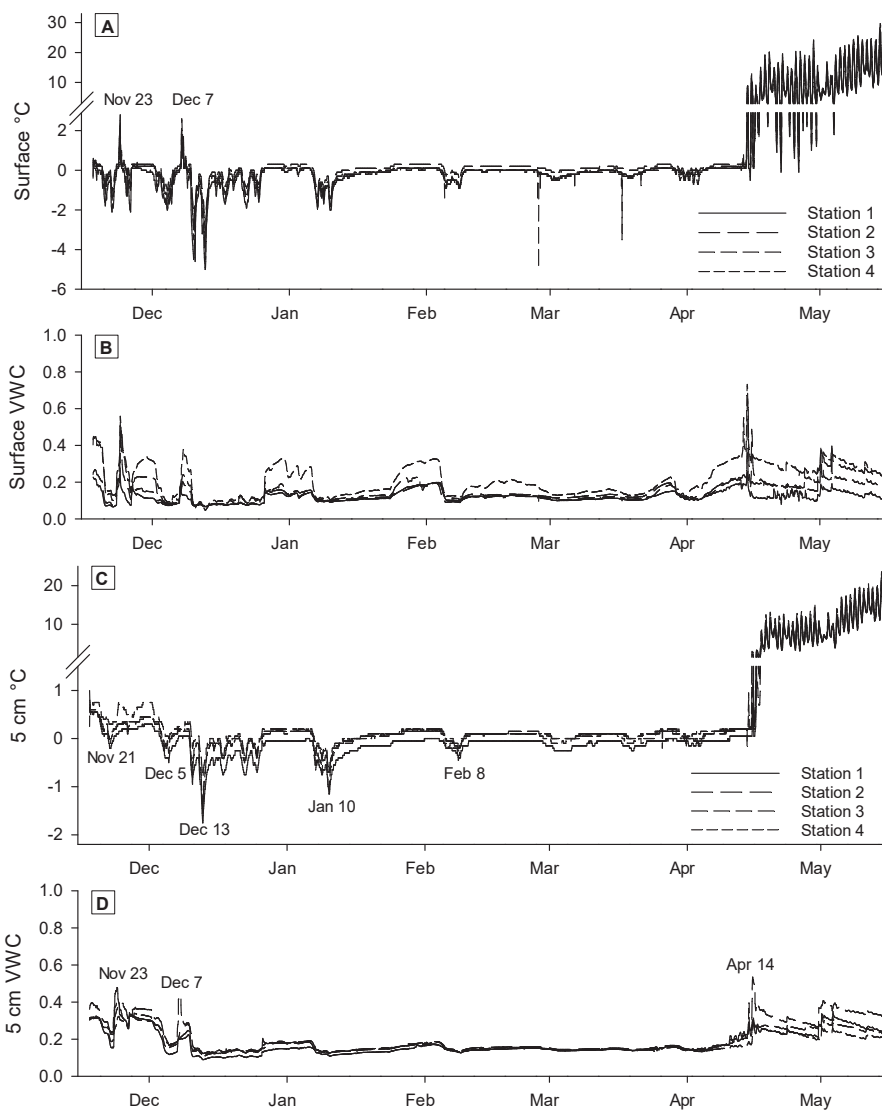 A
Surface °C
30
20
10
2
0
-2
-4
-6
Nov 23
Dec 7
Station 1
Station 2
Station 3
Station 4
Dec
Jan
Feb
Mar
Apr
May
B
Surface VWC
1.0
0.8
0.6
0.4
0.2
0.0
Dec
Jan
Feb
Mar
Apr
May
C
5 cm °C
20
10
1
0
-1
-2
Nov 21
Dec 5
Dec 13
Jan 10
Feb 8
Station 1
Station 2
Station 3
Station 4
Dec
Jan
Feb
Mar
Apr
May
D
5 cm VWC
1.0
0.8
0.6
0.4
0.2
0.0
Nov 23
Dec 7
Apr 14
Dec
Jan
Feb
Mar
Apr
May